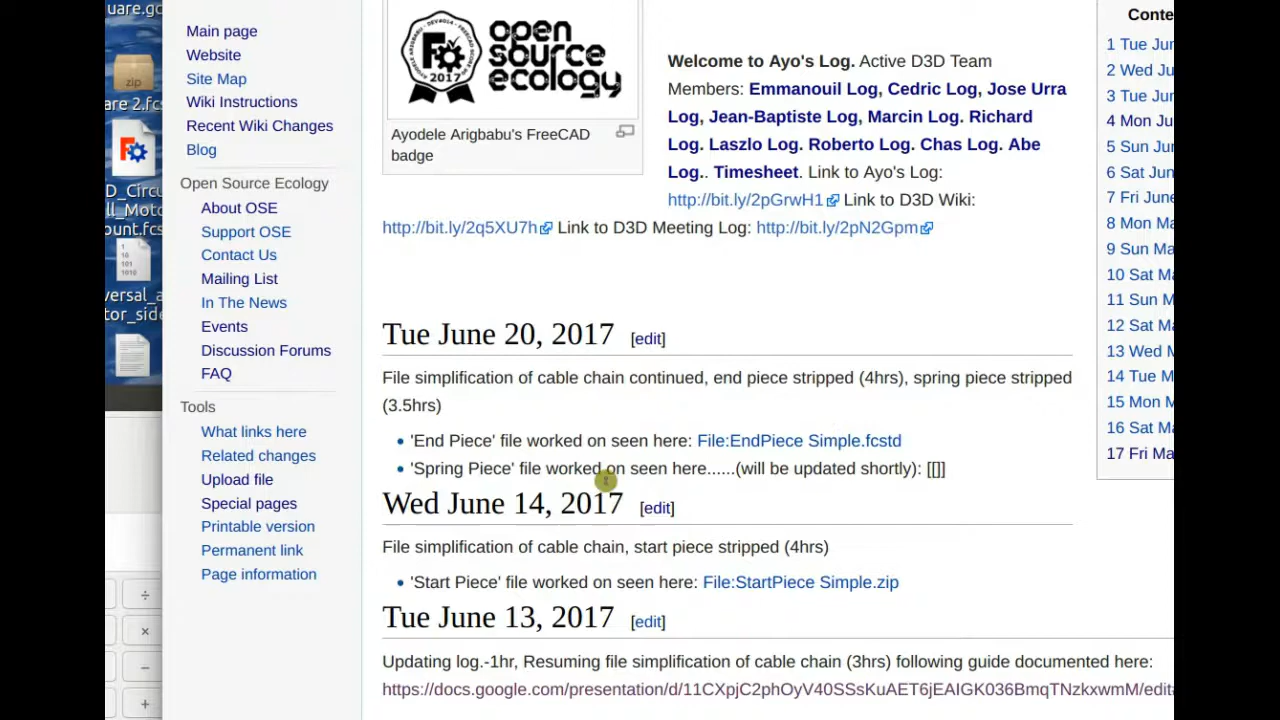 uare.gc
zip
are 2.fcs
D_Circu
ll_Moto
ount.fcs
versal_a
tor_side
÷
×
−
+
Main page
Website
Site Map
Wiki Instructions
Recent Wiki Changes
Blog
Open Source Ecology
About OSE
Support OSE
Contact Us
Mailing List
In The News
Events
Discussion Forums
FAQ
Tools
What links here
Related changes
Upload file
Special pages
Printable version
Permanent link
Page information
2017
open
source
ecology
Ayodele Arigbabu's FreeCAD
badge
Welcome to Ayo's Log. Active D3D Team
Members: Emmanouil Log, Cedric Log, Jose Urra
Log, Jean-Baptiste Log, Marcin Log. Richard
Log. Laszlo Log. Roberto Log. Chas Log. Abe
Log.. Timesheet. Link to Ayo's Log:
http://bit.ly/2pGrwH1 Link to D3D Wiki:
http://bit.ly/2q5XU7h Link to D3D Meeting Log: http://bit.ly/2pN2Gpm
Tue June 20, 2017 [edit]
File simplification of cable chain continued, end piece stripped (4hrs), spring piece stripped
(3.5hrs)
• 'End Piece' file worked on seen here: File:EndPiece Simple.fcstd
• 'Spring Piece' file worked on seen here......(will be updated shortly): [[]]
Wed June 14, 2017 [edit]
File simplification of cable chain, start piece stripped (4hrs)
• 'Start Piece' file worked on seen here: File:StartPiece Simple.zip
Tue June 13, 2017 [edit]
Updating log.-1hr, Resuming file simplification of cable chain (3hrs) following guide documented here:
https://docs.google.com/presentation/d/11CXpjC2phOyV40SSsKuAET6jEAIGK036BmqTNzkxwmM/edit
Conte
1 Tue Jun
2 Wed Ju
3 Tue Jun
4 Mon Ju
5 Sun Jun
6 Sat Jun
7 Fri June
8 Mon Ma
9 Sun Ma
10 Sat Ma
11 Sun M
12 Sat Ma
13 Wed M
14 Tue M
15 Mon M
16 Sat Ma
17 Fri Ma